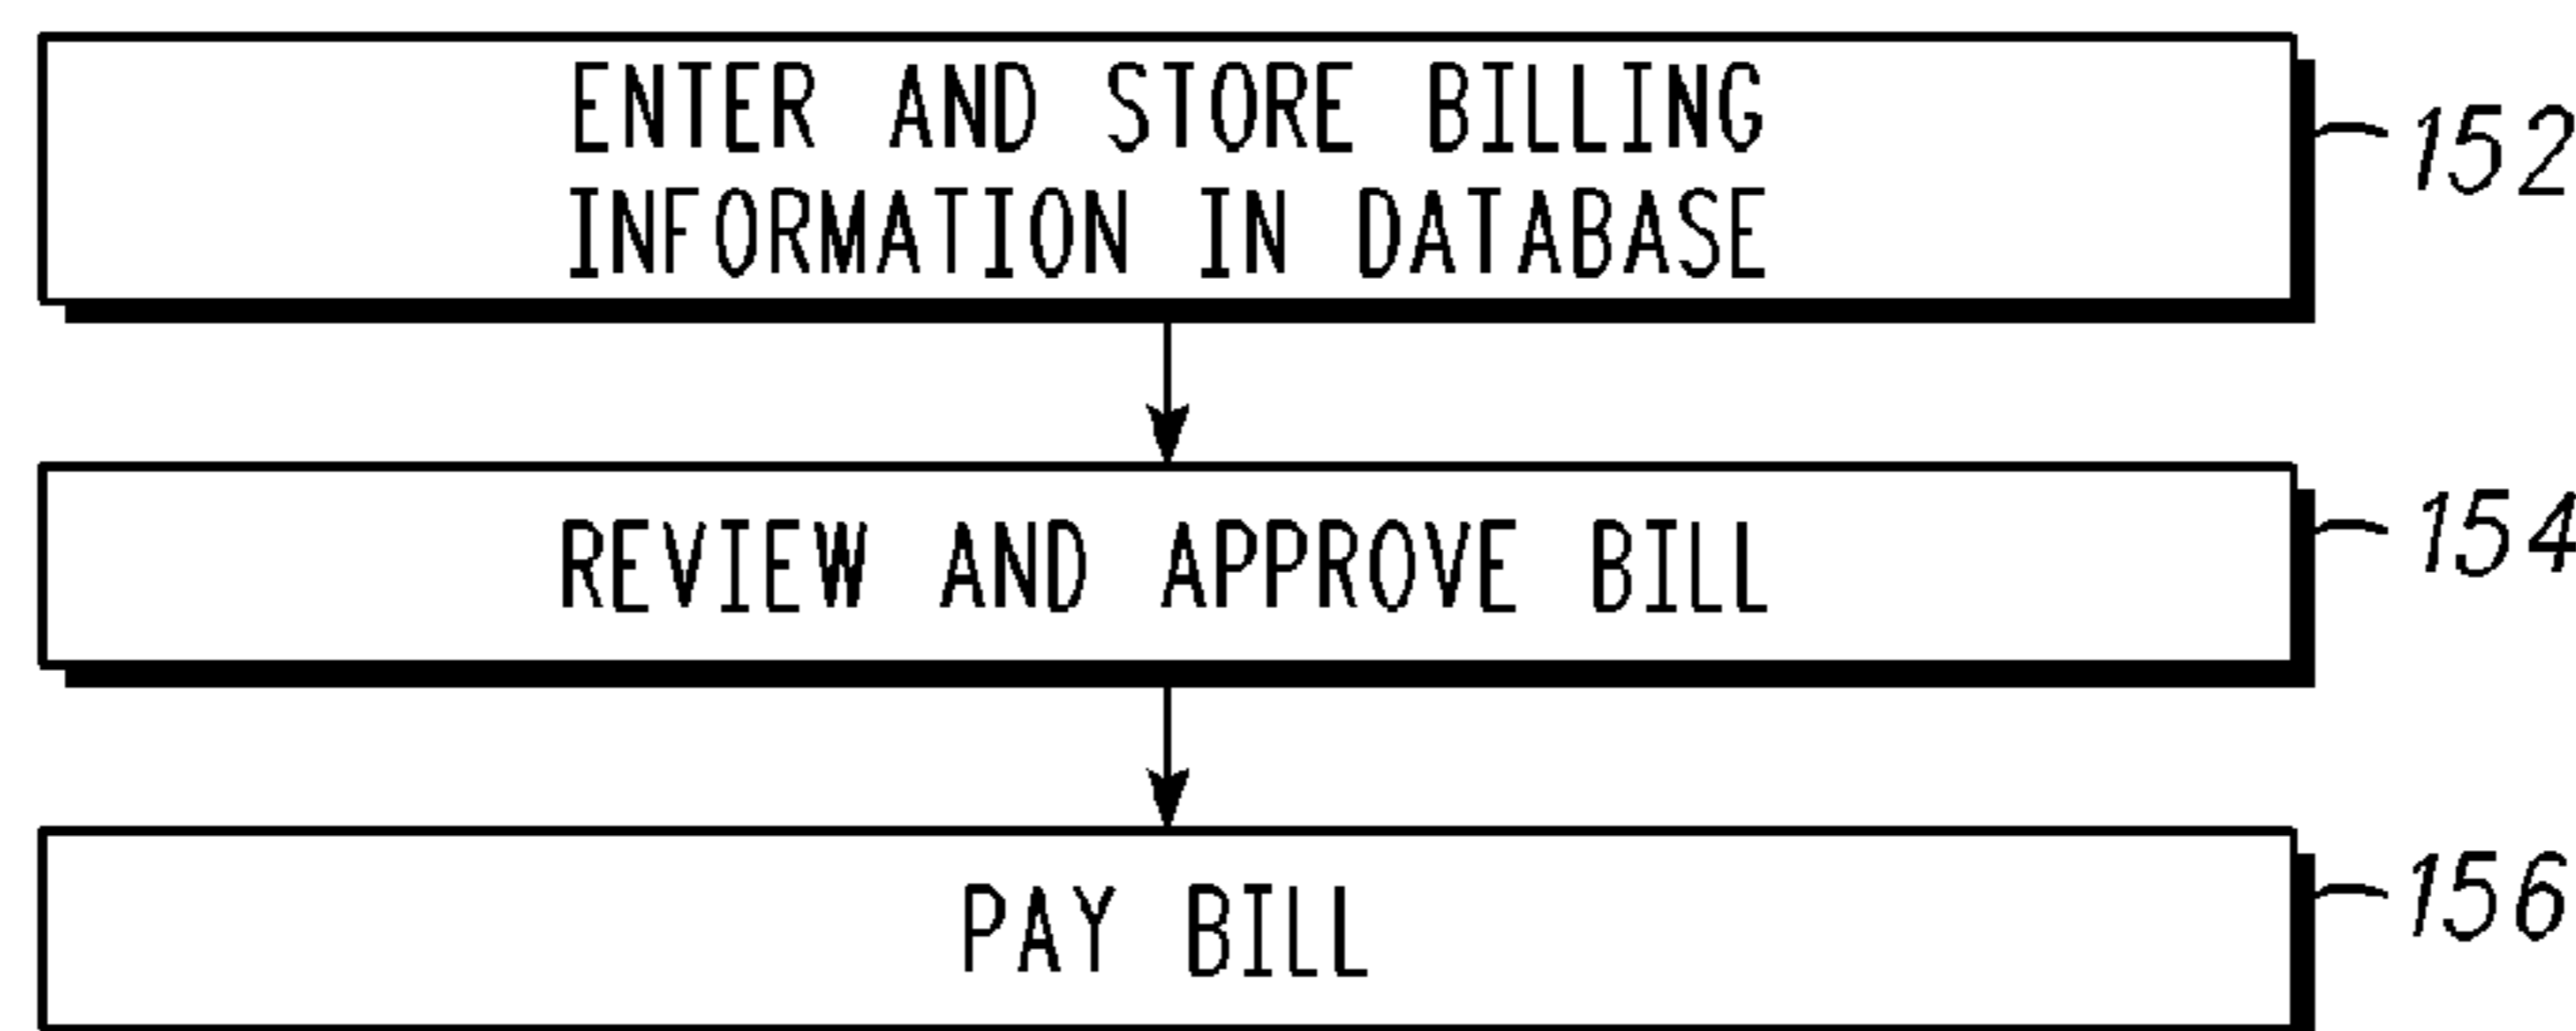 ENTER AND STORE BILLING
INFORMATION IN DATABASE
152
REVIEW AND APPROVE BILL
154
PAY BILL
156